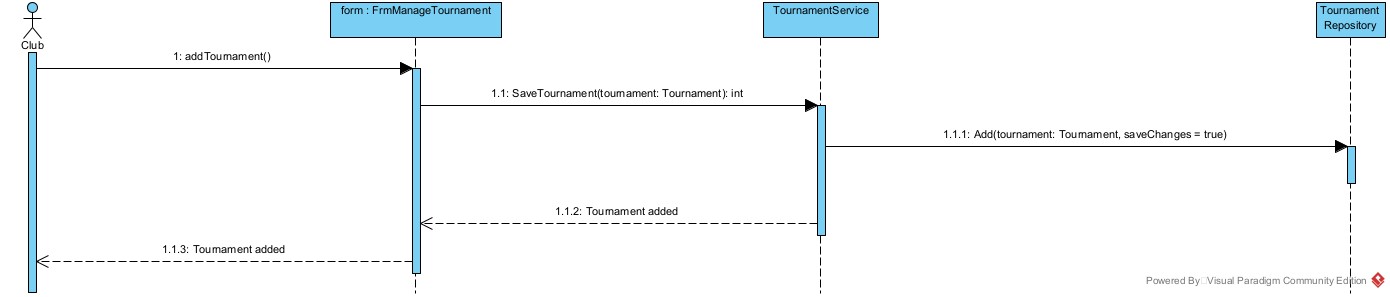 form : FrmManageTournament
TournamentService
Tournament
Repository
Club
1: addTournament()
1.1: SaveTournament(tournament: Tournament): int
1.1.1: Add(tournament: Tournament, saveChanges = true)
1.1.2: Tournament added
1.1.3: Tournament added
Powered By Visual Paradigm Community Edition